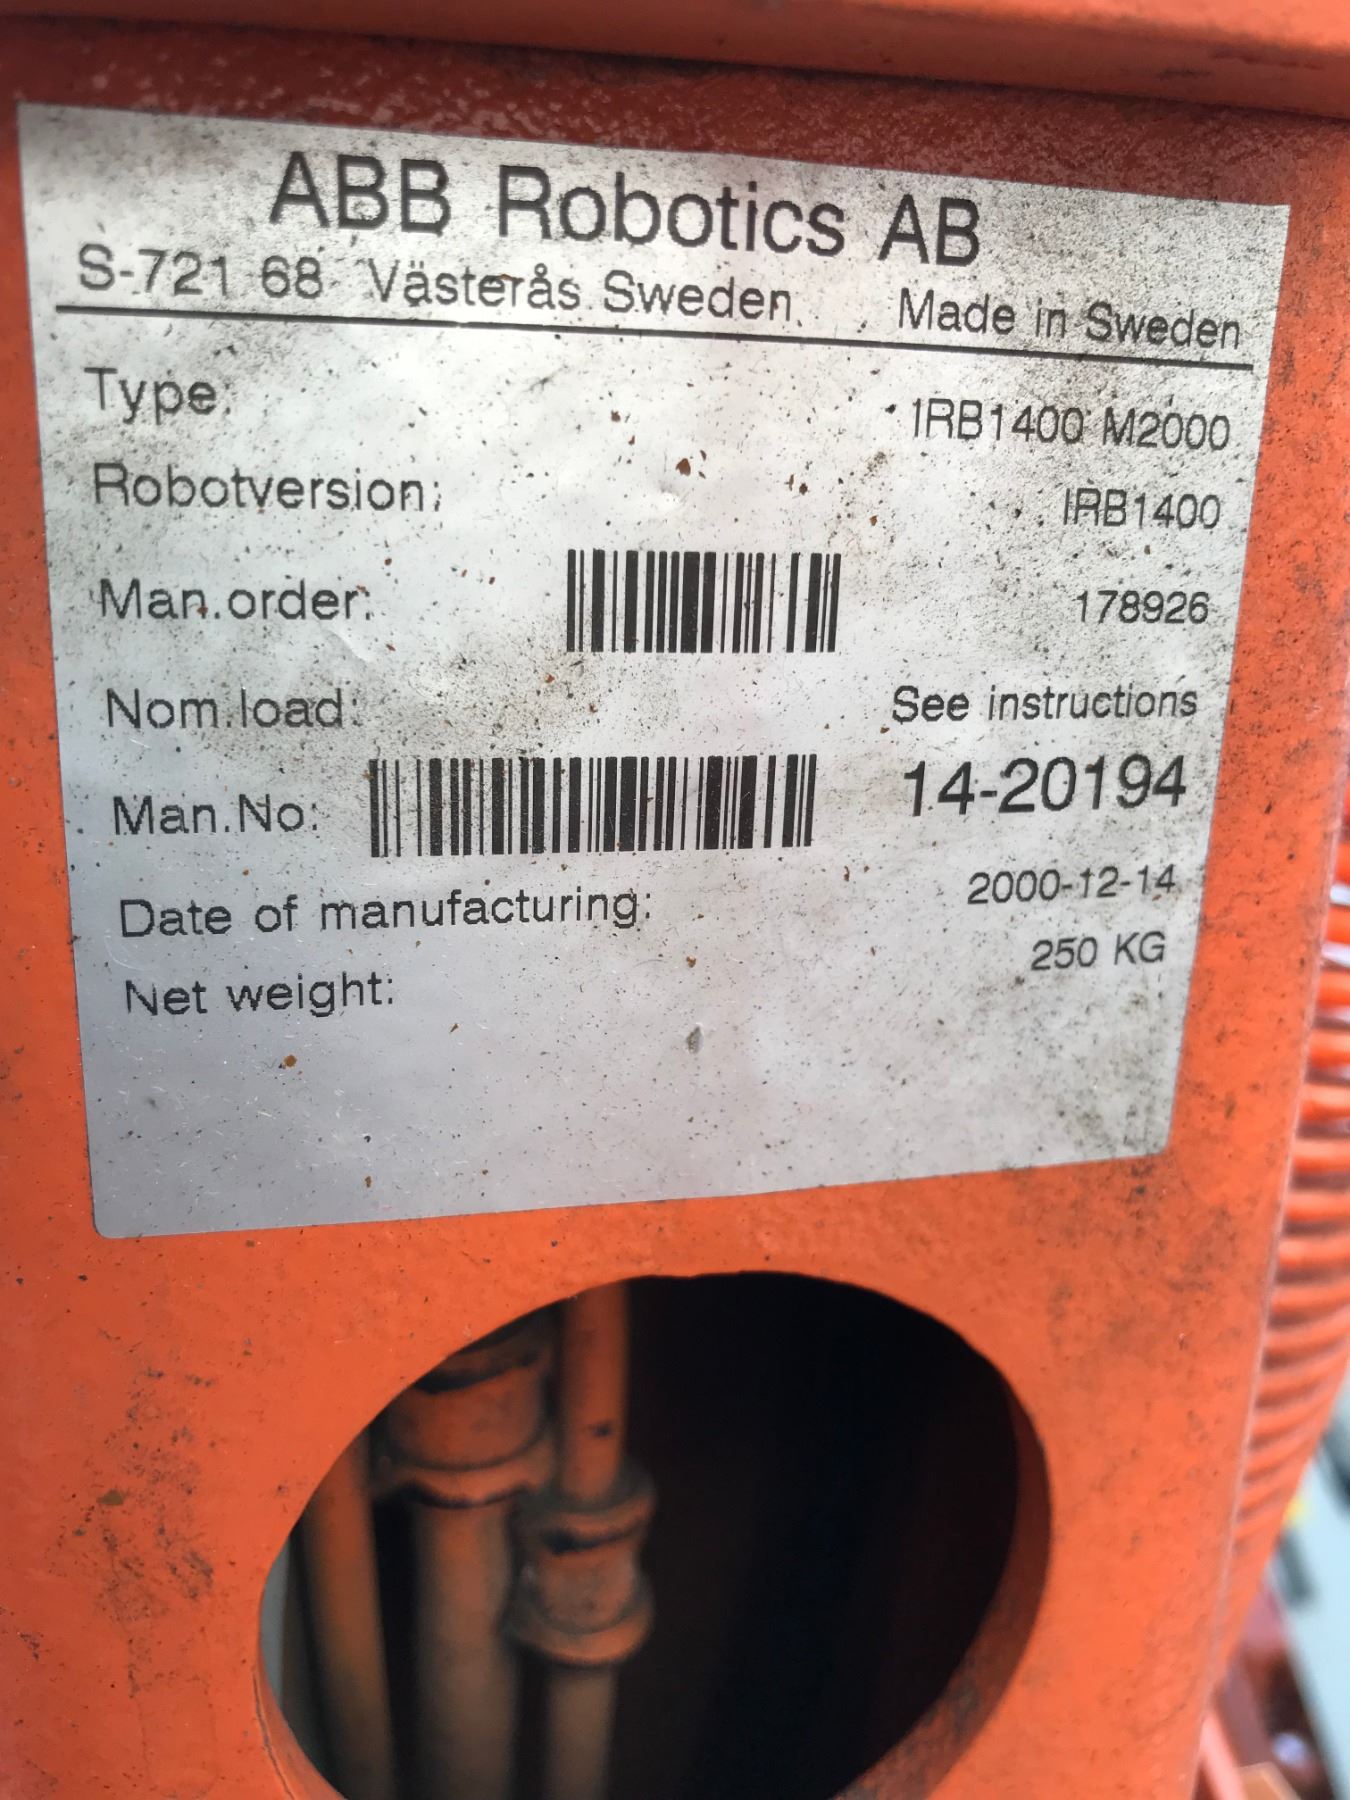 ABB Robotics AB
S-721 68 Västerås Sweden Made in Sweden
Type: IRB1400 M2000
Robotversion: IRB1400
Man.order: 178926
Nom.load: See instructions
Man.No: 14-20194
Date of manufacturing: 2000-12-14
Net weight: 250 KG